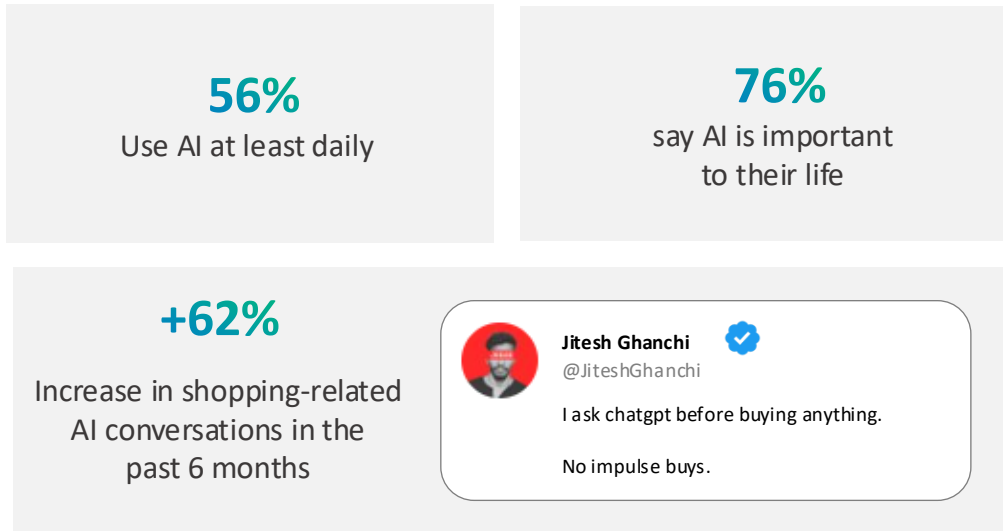 56%
Use AI at least daily
76%
say AI is important
to their life
+62%
Increase in shopping-related
AI conversations in the
past 6 months
Jitesh Ghanchi
@JiteshGhanchi
I ask chatgpt before buying anything.
No impulse buys.